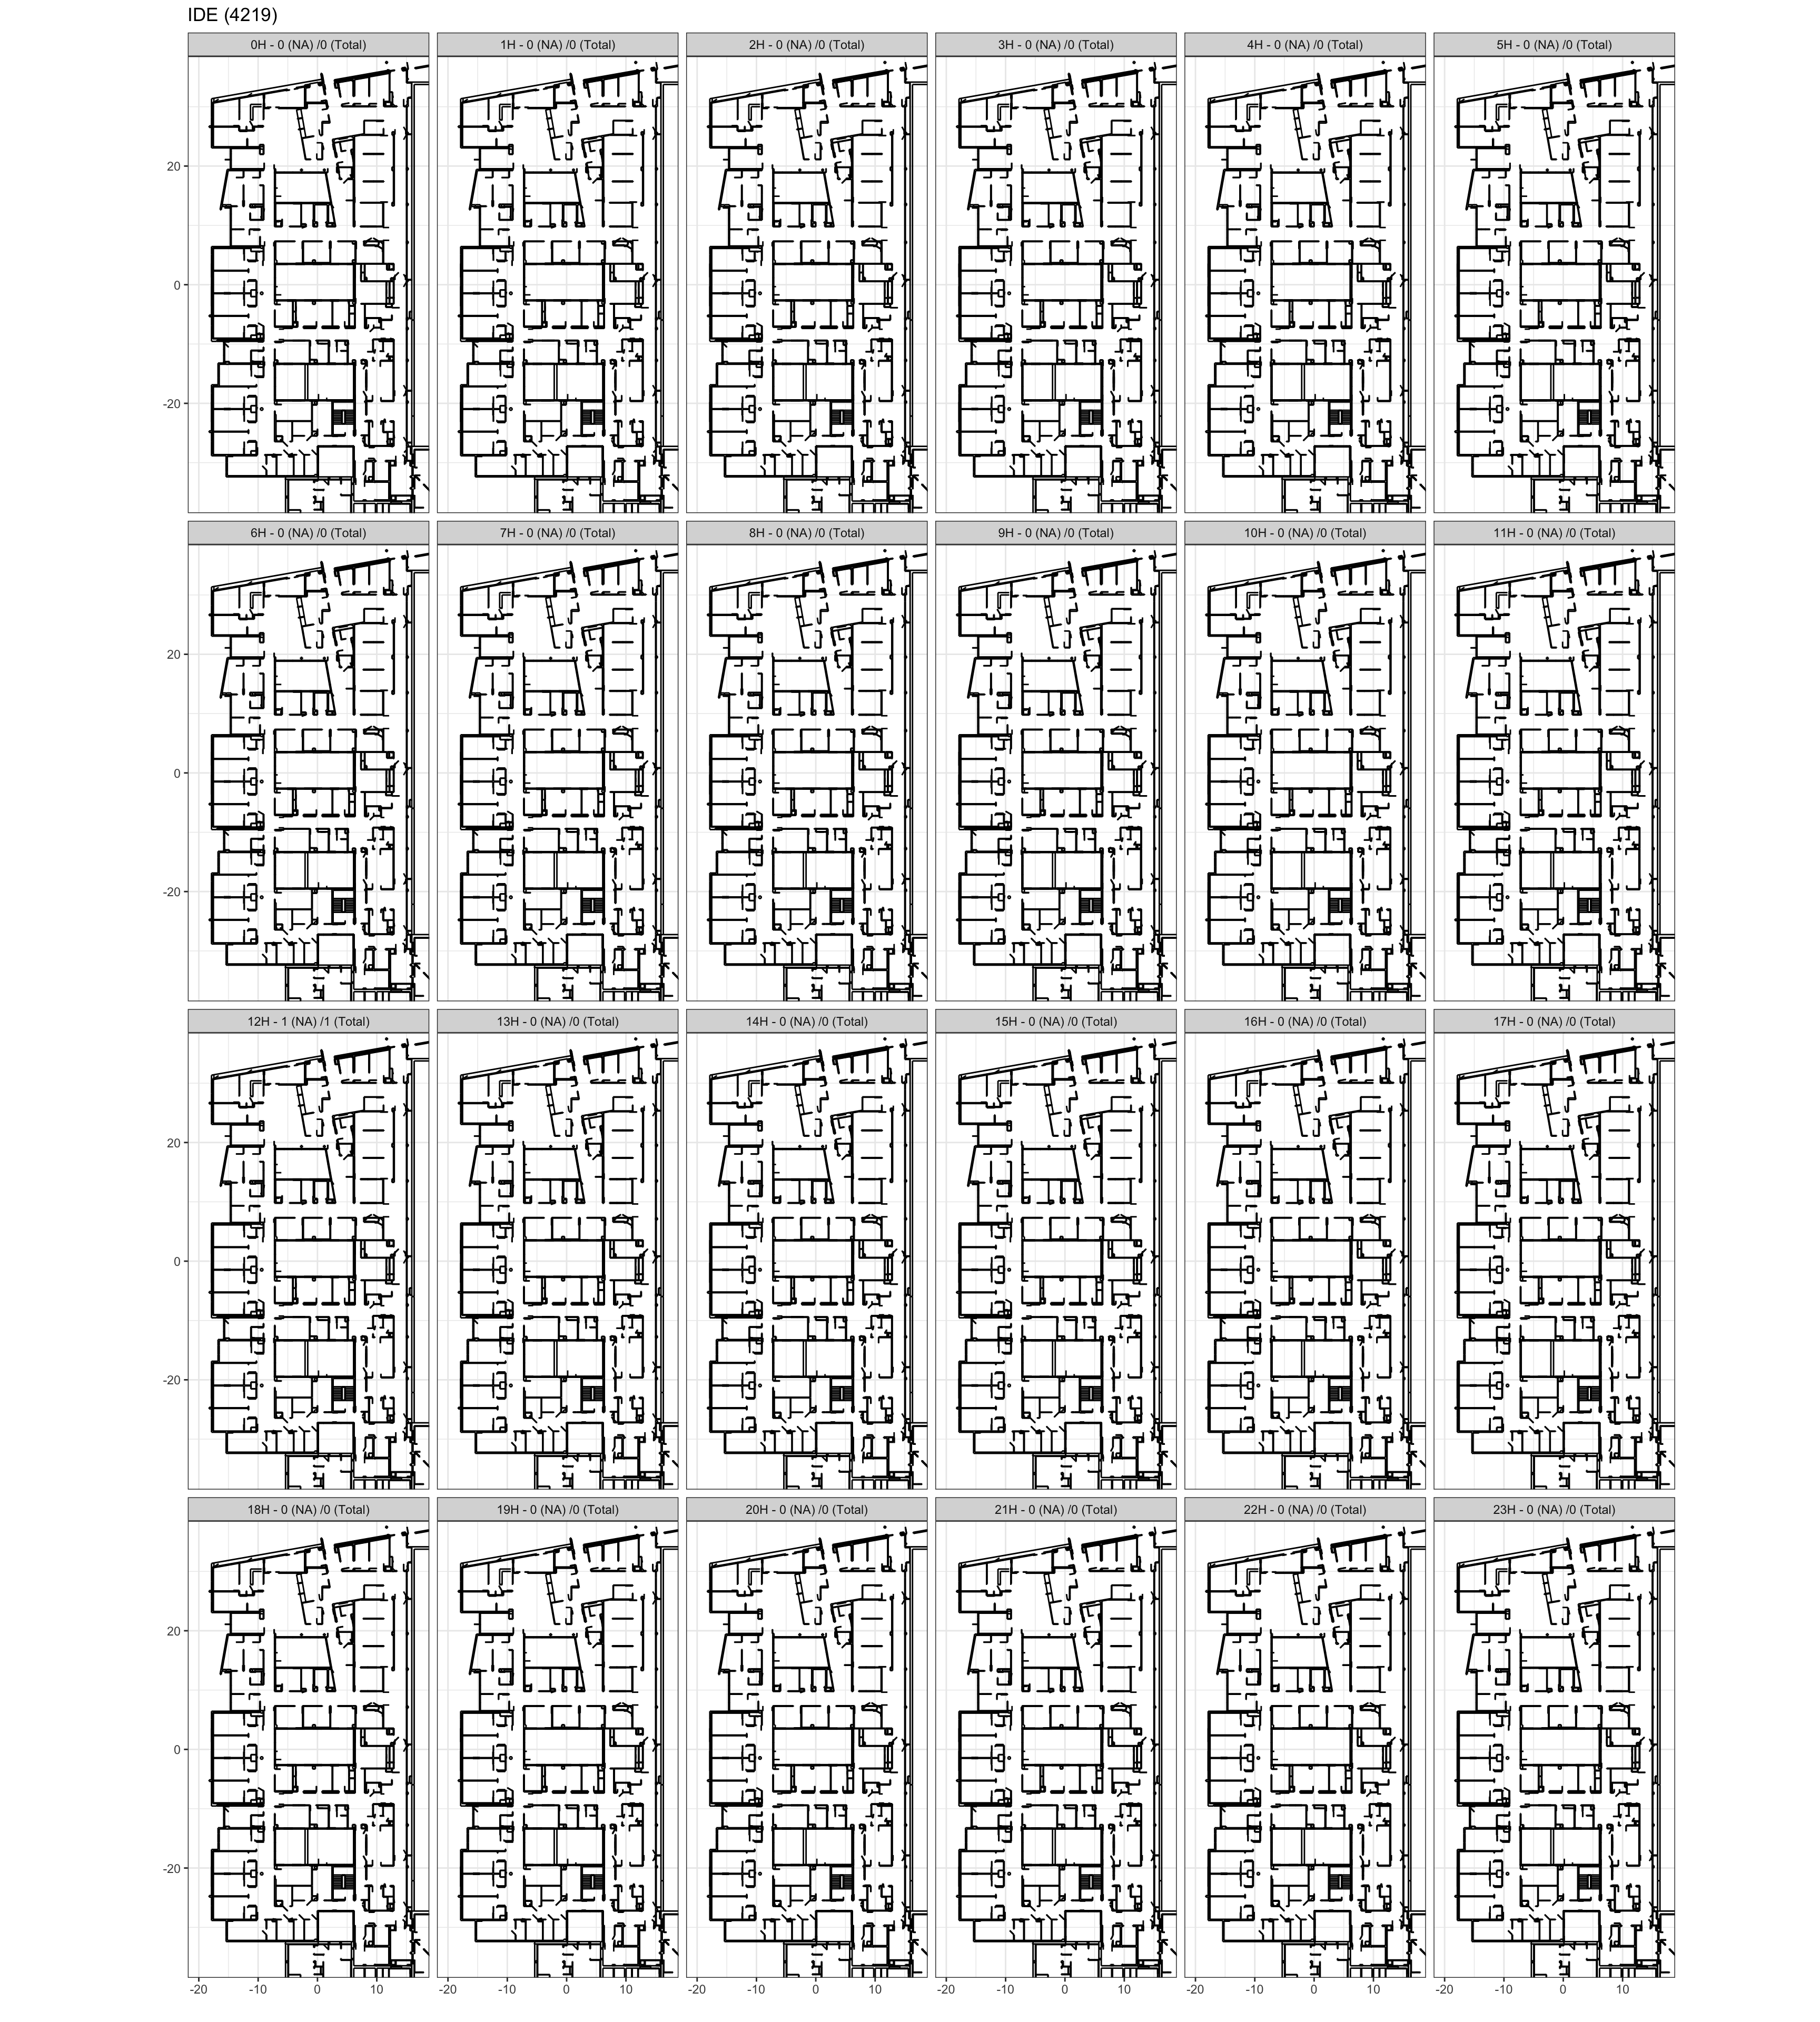 IDE (4219)
0H - 0 (NA) /0 (Total) 1H - 0 (NA) /0 (Total) 2H - 0 (NA) /0 (Total) 3H - 0 (NA) /0 (Total) 4H - 0 (NA) /0 (Total) 5H - 0 (NA) /0 (Total)
20
0
-20
6H - 0 (NA) /0 (Total) 7H - 0 (NA) /0 (Total) 8H - 0 (NA) /0 (Total) 9H - 0 (NA) /0 (Total) 10H - 0 (NA) /0 (Total) 11H - 0 (NA) /0 (Total)
20
0
-20
12H - 1 (NA) /1 (Total) 13H - 0 (NA) /0 (Total) 14H - 0 (NA) /0 (Total) 15H - 0 (NA) /0 (Total) 16H - 0 (NA) /0 (Total) 17H - 0 (NA) /0 (Total)
20
0
-20
18H - 0 (NA) /0 (Total) 19H - 0 (NA) /0 (Total) 20H - 0 (NA) /0 (Total) 21H - 0 (NA) /0 (Total) 22H - 0 (NA) /0 (Total) 23H - 0 (NA) /0 (Total)
20
0
-20
-20 -10 0 10 -20 -10 0 10 -20 -10 0 10 -20 -10 0 10 -20 -10 0 10 -20 -10 0 10